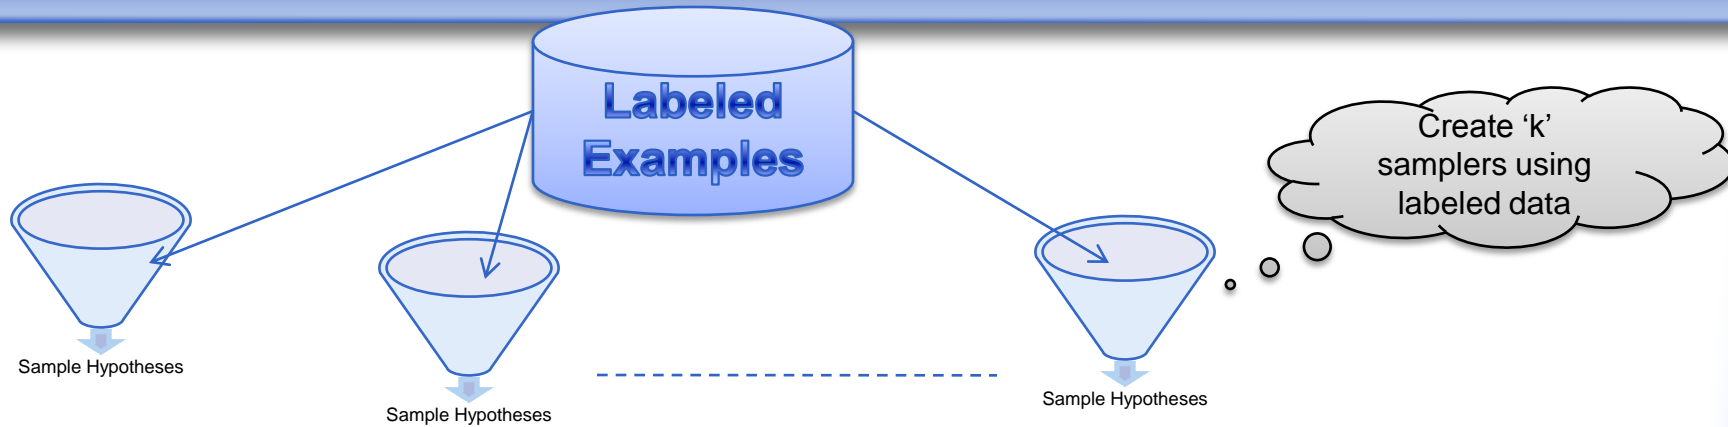 Labeled
Examples
Create ‘k’
samplers using
labeled data
Sample Hypotheses
Sample Hypotheses
Sample Hypotheses